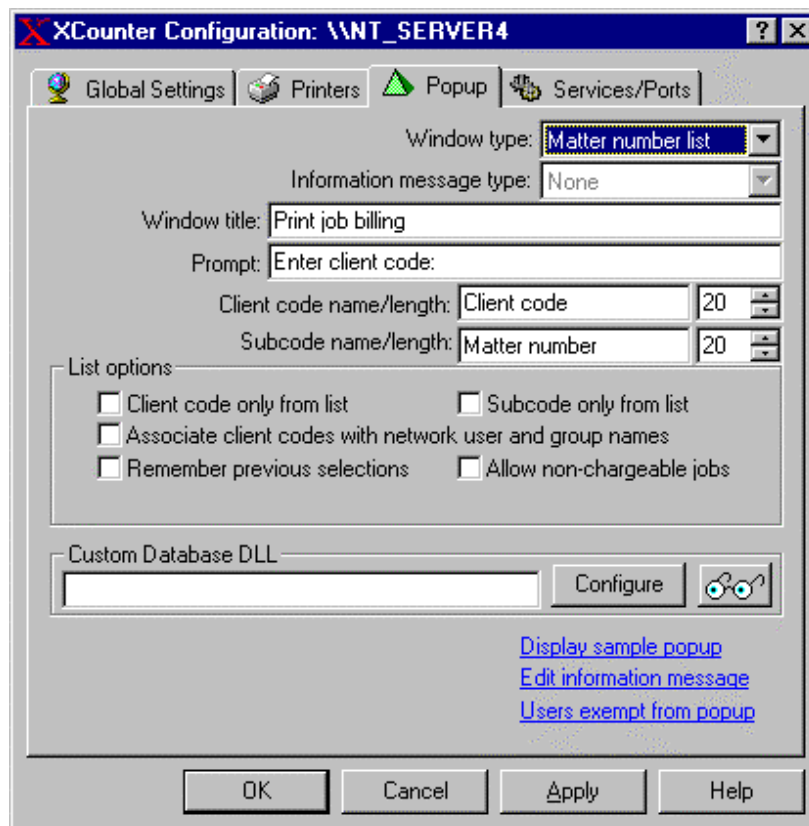 XCounter Configuration: \\NT_SERVER4
Global Settings Printers Popup Services/Ports
Window type: Matter number list
Information message type: None
Window title: Print job billing
Prompt: Enter client code:
Client code name/length: Client code 20
Subcode name/length: Matter number 20
List options
Client code only from list Subcode only from list
Associate client codes with network user and group names
Remember previous selections Allow non-chargeable jobs
Custom Database DLL
Configure
Display sample popup
Edit information message
Users exempt from popup
OK Cancel Apply Help